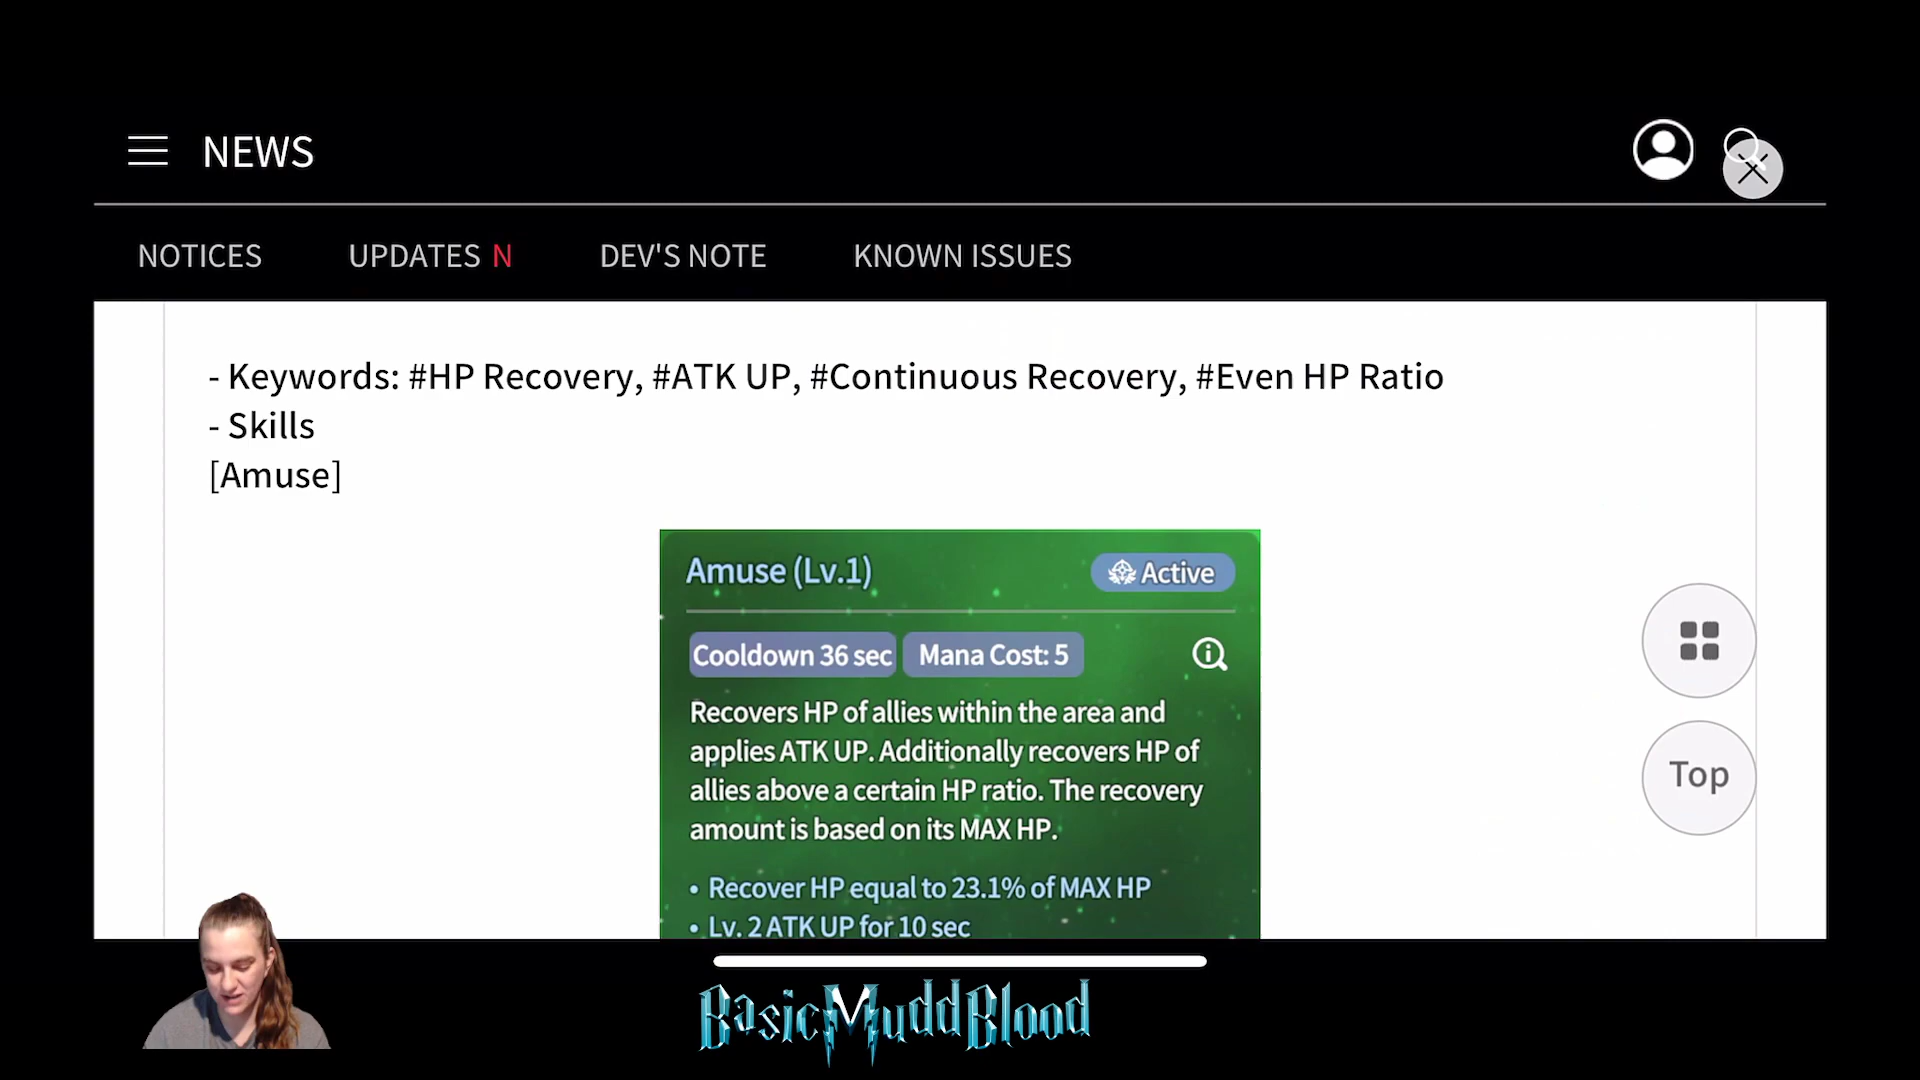 NEWS
NOTICES
UPDATES N
DEV'S NOTE
KNOWN ISSUES
- Keywords: #HP Recovery, #ATK UP, #Continuous Recovery, #Even HP Ratio
- Skills
[Amuse]
Amuse (Lv.1)
Active
Cooldown 36 sec
Mana Cost: 5
Recovers HP of allies within the area and
applies ATK UP. Additionally recovers HP of
allies above a certain HP ratio. The recovery
amount is based on its MAX HP.
• Recover HP equal to 23.1% of MAX HP
• Lv. 2 ATK UP for 10 sec
Top
BasicMuddBlood